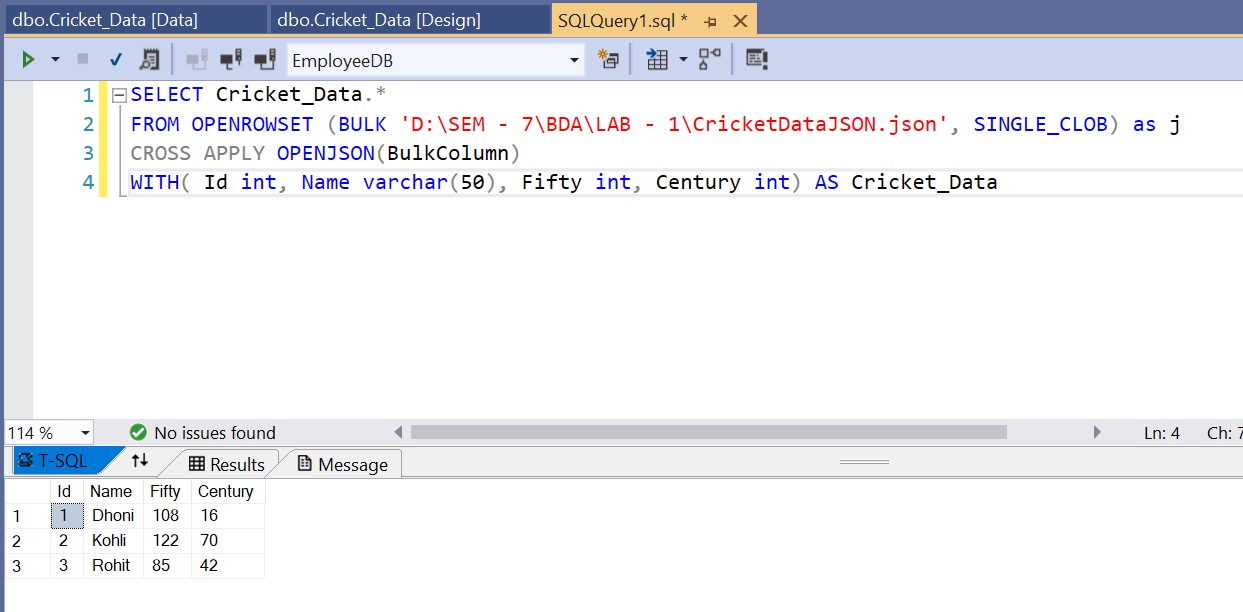 dbo.Cricket_Data [Data] dbo.Cricket_Data [Design] SQLQuery1.sql *
EmployeeDB
1 SELECT Cricket_Data.*
2 FROM OPENROWSET (BULK 'D:\SEM - 7\BDA\LAB - 1\CricketDataJSON.json', SINGLE_CLOB) as j
3 CROSS APPLY OPENJSON(BulkColumn)
4 WITH( Id int, Name varchar(50), Fifty int, Century int) AS Cricket_Data
114 % No issues found Ln: 4 Ch: 7
T-SQL Results Message
Id Name Fifty Century
1 1 Dhoni 108 16
2 2 Kohli 122 70
3 3 Rohit 85 42